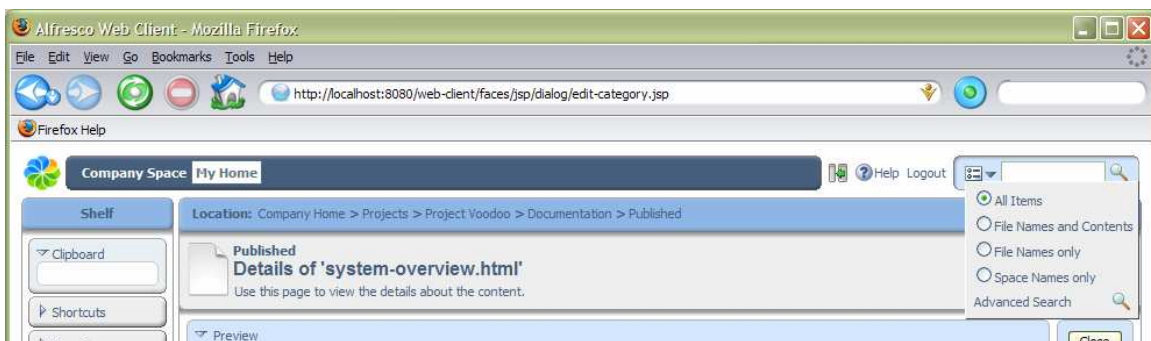 Alfresco Web Client - Mozilla Firefox
File Edit View Go Bookmarks Tools Help
http://localhost:8080/web-client/faces/jsp/dialog/edit-category.jsp
Firefox Help
Company Space My Home Help Logout
All Items
File Names and Contents
File Names only
Space Names only
Advanced Search
Shelf
Location: Company Home > Projects > Project Voodoo > Documentation > Published
Clipboard
Published
Details of 'system-overview.html'
Use this page to view the details about the content.
Shortcuts
Preview
Close